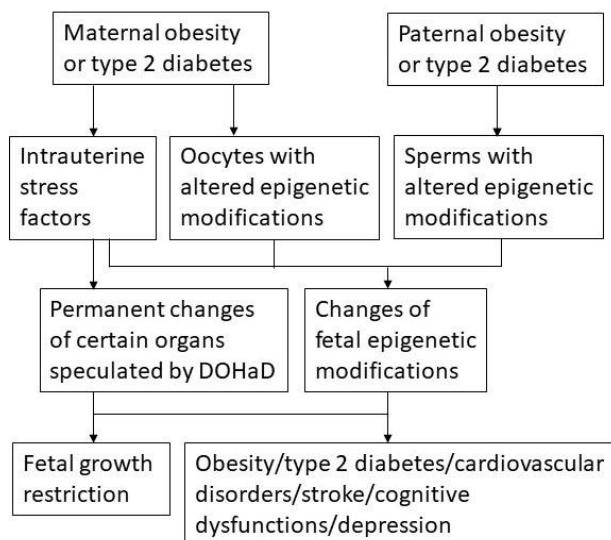 Maternal obesity
or type 2 diabetes
Paternal obesity
or type 2 diabetes
Intrauterine
stress
factors
Oocytes with
altered epigenetic
modifications
Sperms with
altered epigenetic
modifications
Permanent changes
of certain organs
speculated by DOHaD
Changes of
fetal epigenetic
modifications
Fetal growth
restriction
Obesity/type 2 diabetes/cardiovascular
disorders/stroke/cognitive
dysfunctions/depression